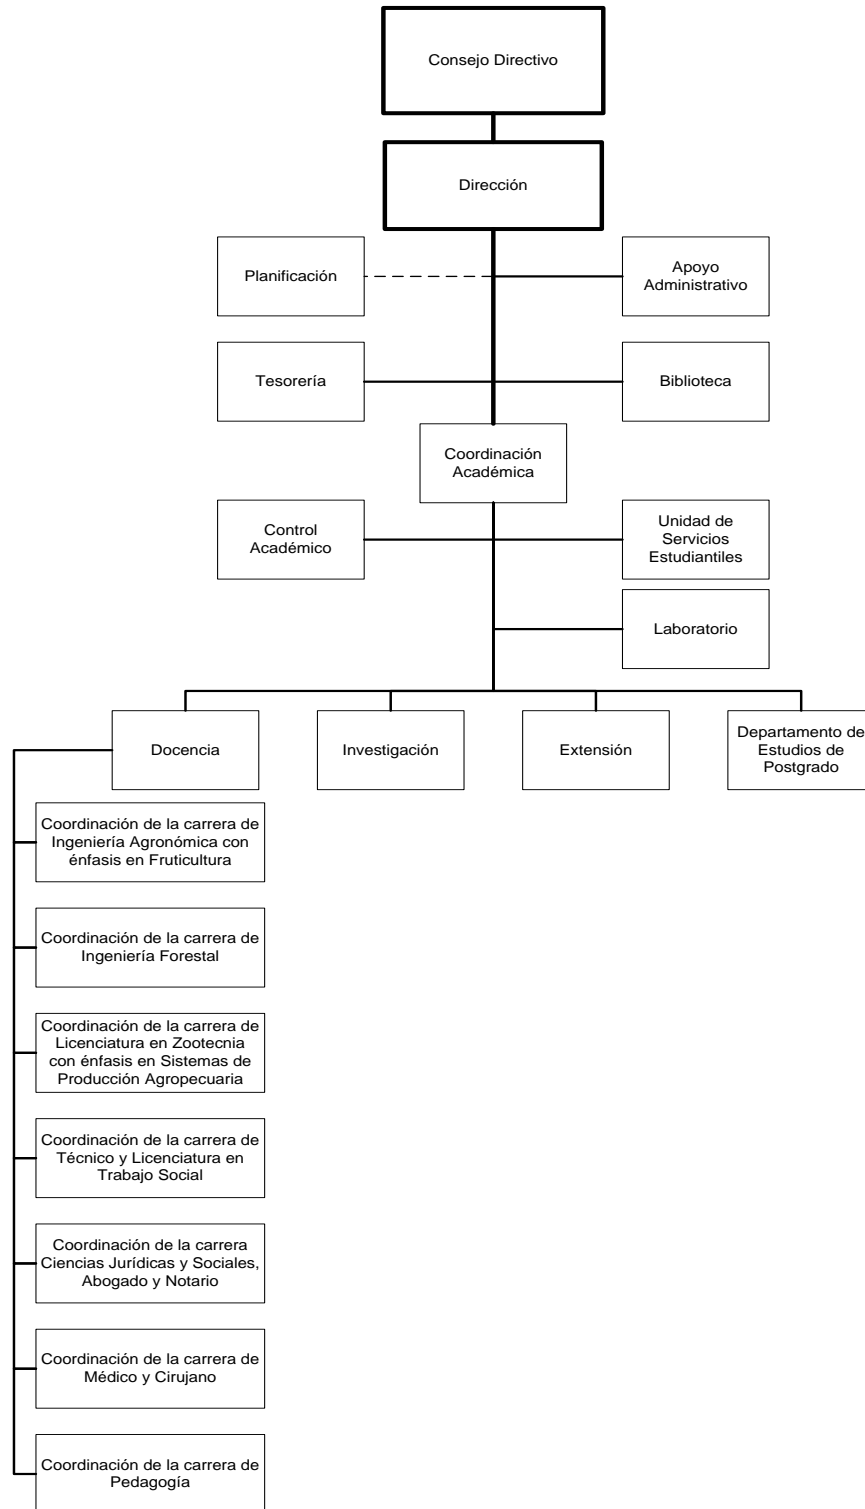 Consejo Directivo
Dirección
Planificación
Apoyo
Administrativo
Tesorería
Biblioteca
Coordinación
Académica
Control
Académico
Unidad de
Servicios
Estudiantiles
Laboratorio
Docencia
Investigación
Extensión
Departamento de
Estudios de
Postgrado
Coordinación de la carrera de
Ingeniería Agronómica con
énfasis en Fruticultura
Coordinación de la carrera de
Ingeniería Forestal
Coordinación de la carrera de
Licenciatura en Zootecnia
con énfasis en Sistemas de
Producción Agropecuaria
Coordinación de la carrera de
Técnico y Licenciatura en
Trabajo Social
Coordinación de la carrera
Ciencias Jurídicas y Sociales,
Abogado y Notario
Coordinación de la carrera de
Médico y Cirujano
Coordinación de la carrera de
Pedagogía